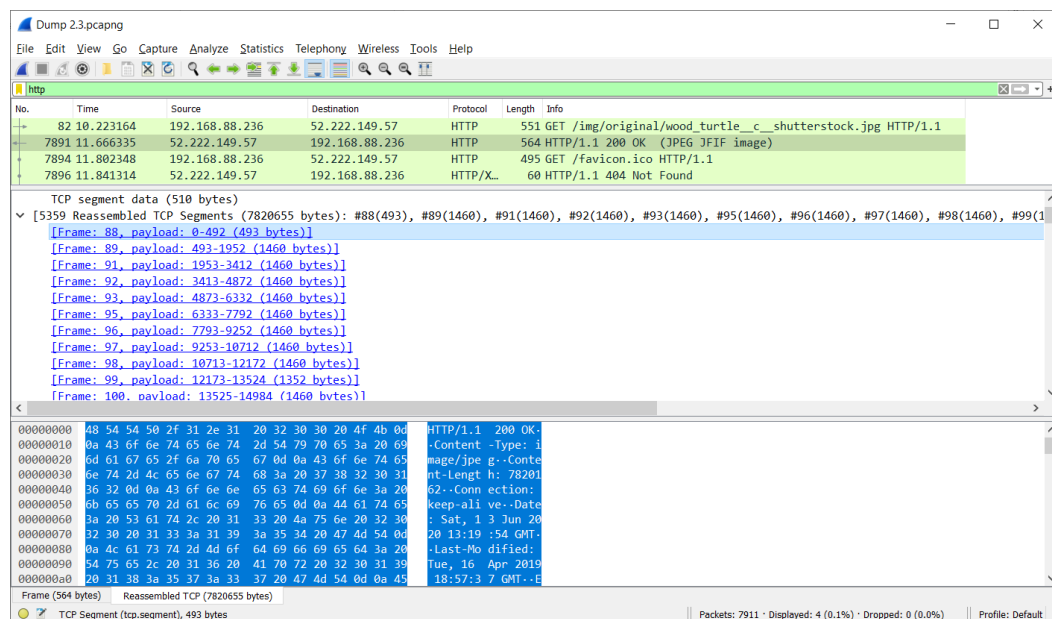 Dump 2.3.pcapng
File Edit View Go Capture Analyze Statistics Telephony Wireless Tools Help
http
No. Time Source Destination Protocol Length Info
82 10.223164 192.168.88.236 52.222.149.57 HTTP 551 GET /img/original/wood_turtle__c__shutterstock.jpg HTTP/1.1
7891 11.666335 52.222.149.57 192.168.88.236 HTTP 564 HTTP/1.1 200 OK (JPEG JFIF image)
7894 11.802348 192.168.88.236 52.222.149.57 HTTP 495 GET /favicon.ico HTTP/1.1
7896 11.841314 52.222.149.57 192.168.88.236 HTTP/X… 60 HTTP/1.1 404 Not Found
TCP segment data (510 bytes)
[5359 Reassembled TCP Segments (7820655 bytes): #88(493), #89(1460), #91(1460), #92(1460), #93(1460), #95(1460), #96(1460), #97(1460), #98(1460), #99(1
[Frame: 88, payload: 0-492 (493 bytes)]
[Frame: 89, payload: 493-1952 (1460 bytes)]
[Frame: 91, payload: 1953-3412 (1460 bytes)]
[Frame: 92, payload: 3413-4872 (1460 bytes)]
[Frame: 93, payload: 4873-6332 (1460 bytes)]
[Frame: 95, payload: 6333-7792 (1460 bytes)]
[Frame: 96, payload: 7793-9252 (1460 bytes)]
[Frame: 97, payload: 9253-10712 (1460 bytes)]
[Frame: 98, payload: 10713-12172 (1460 bytes)]
[Frame: 99, payload: 12173-13524 (1352 bytes)]
[Frame: 100, payload: 13525-14984 (1460 bytes)]
00000000 48 54 54 50 2f 31 2e 31 20 32 30 30 20 4f 4b 0d HTTP/1.1 200 OK·
00000010 0a 43 6f 6e 74 65 6e 74 2d 54 79 70 65 3a 20 69 ·Content -Type: i
00000020 6d 61 67 65 2f 6a 70 65 67 0d 0a 43 6f 6e 74 65 mage/jpe g··Conte
00000030 6e 74 2d 4c 65 6e 67 74 68 3a 20 37 38 32 30 31 nt-Lengt h: 78201
00000040 36 32 0d 0a 43 6f 6e 6e 65 63 74 69 6f 6e 3a 20 62··Conn ection:
00000050 6b 65 65 70 2d 61 6c 69 76 65 0d 0a 44 61 74 65 keep-ali ve··Date
00000060 3a 20 53 61 74 2c 20 31 33 20 4a 75 6e 20 32 30 : Sat, 1 3 Jun 20
00000070 32 30 20 31 33 3a 31 39 3a 35 34 20 47 4d 54 0d 20 13:19 :54 GMT·
00000080 0a 4c 61 73 74 2d 4d 6f 64 69 66 69 65 64 3a 20 ·Last-Mo dified:
00000090 54 75 65 2c 20 31 36 20 41 70 72 20 32 30 31 39 Tue, 16 Apr 2019
000000a0 20 31 38 3a 35 37 3a 33 37 20 47 4d 54 0d 0a 45 18:57:3 7 GMT··E
Frame (564 bytes) Reassembled TCP (7820655 bytes)
TCP Segment (tcp.segment), 493 bytes Packets: 7911 · Displayed: 4 (0.1%) · Dropped: 0 (0.0%) Profile: Default